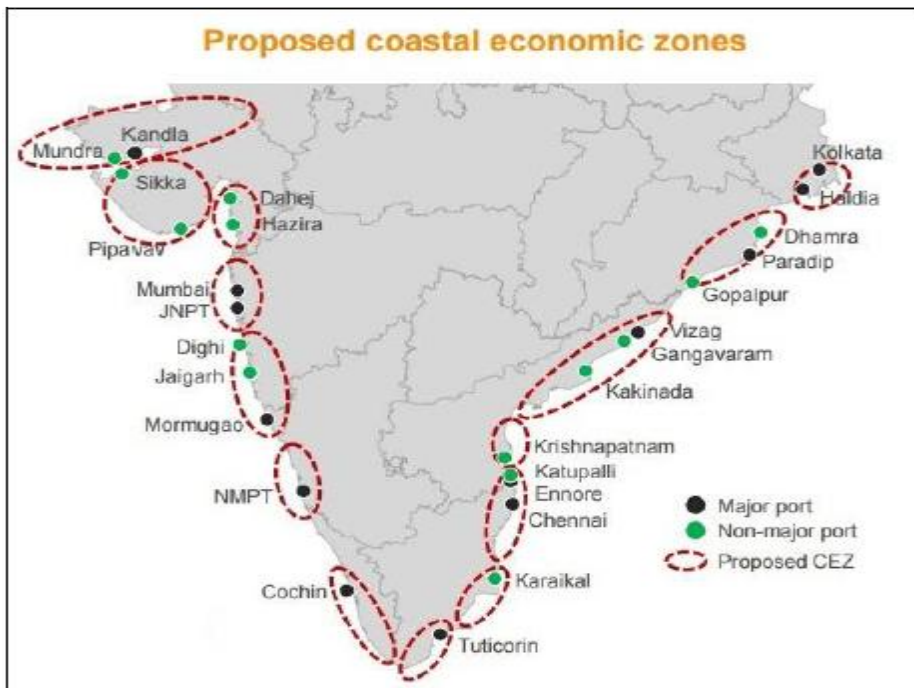 Proposed coastal economic zones
Kandla
Mundra
Sikka
Dahej
Hazira
Pipavav
Mumbai
JNPT
Dighi
Jaigarh
Mormugao
NMPT
Cochin
Kolkata
Haldia
Dhamra
Paradip
Gopalpur
Vizag
Gangavaram
Kakinada
Krishnapatnam
Katupalli
Ennore
Chennai
Karaikal
Tuticorin
Major port
Non-major port
Proposed CEZ